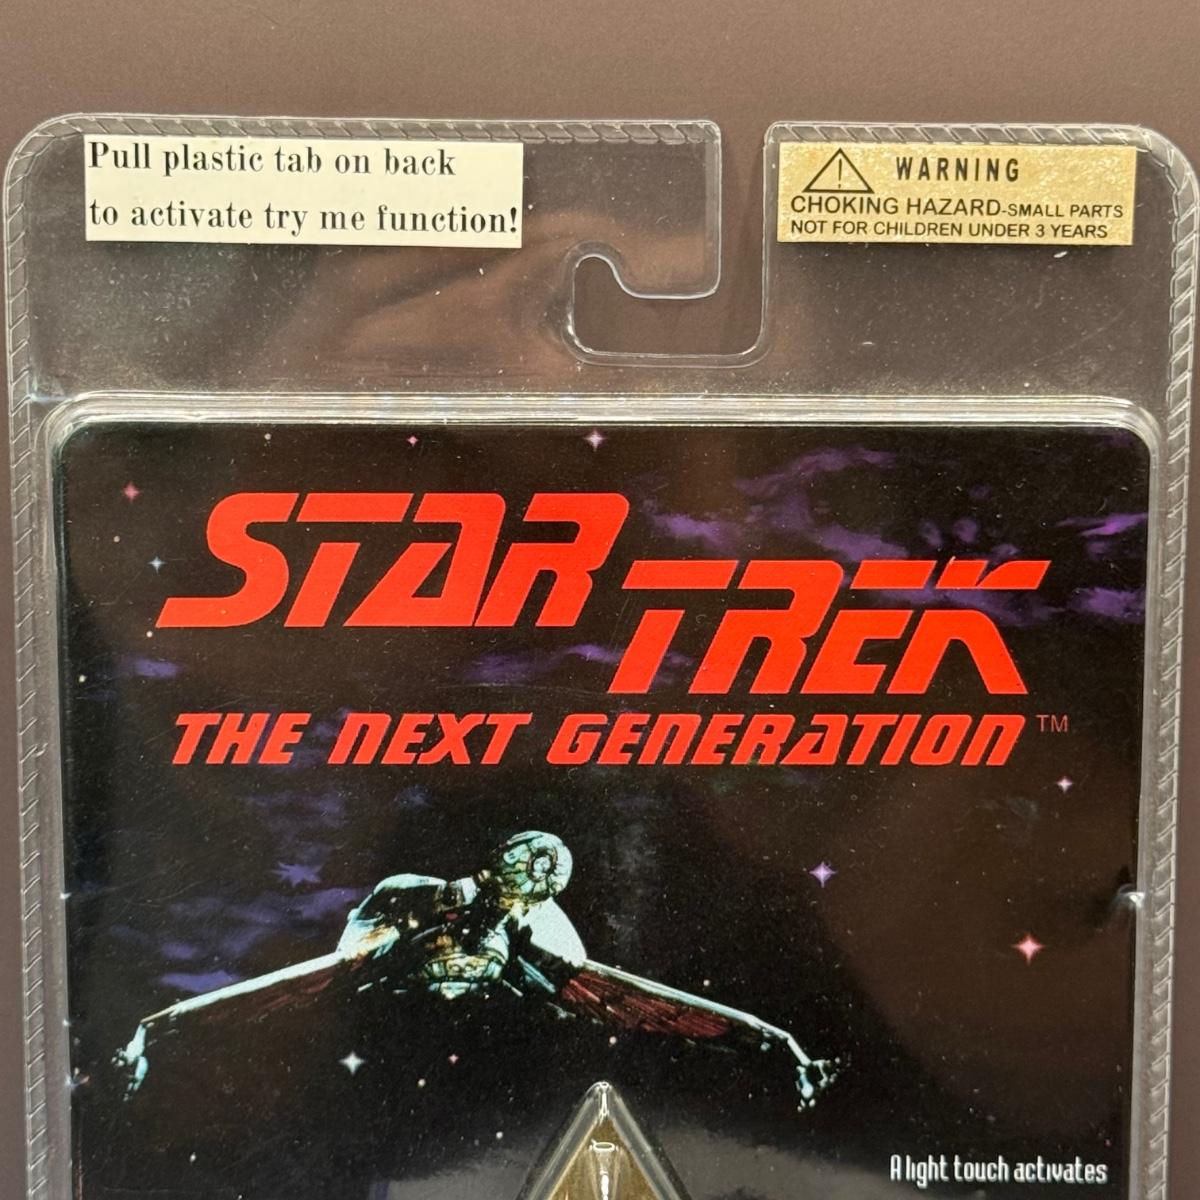 Pull plastic tab on back
to activate try me function!
WARNING
CHOKING HAZARD-SMALL PARTS
NOT FOR CHILDREN UNDER 3 YEARS
STAR
TREK
THE NEXT GENERATION™
A light touch activates